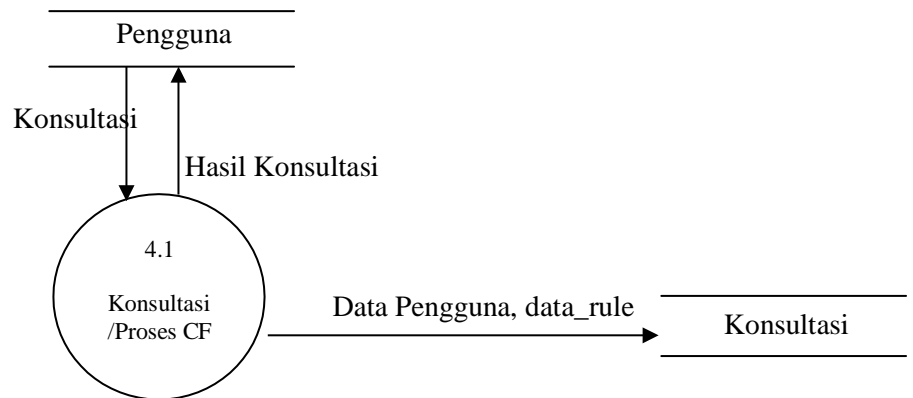 Pengguna
Konsultasi
Hasil Konsultasi
4.1
Konsultasi
/Proses CF
Data Pengguna, data_rule
Konsultasi